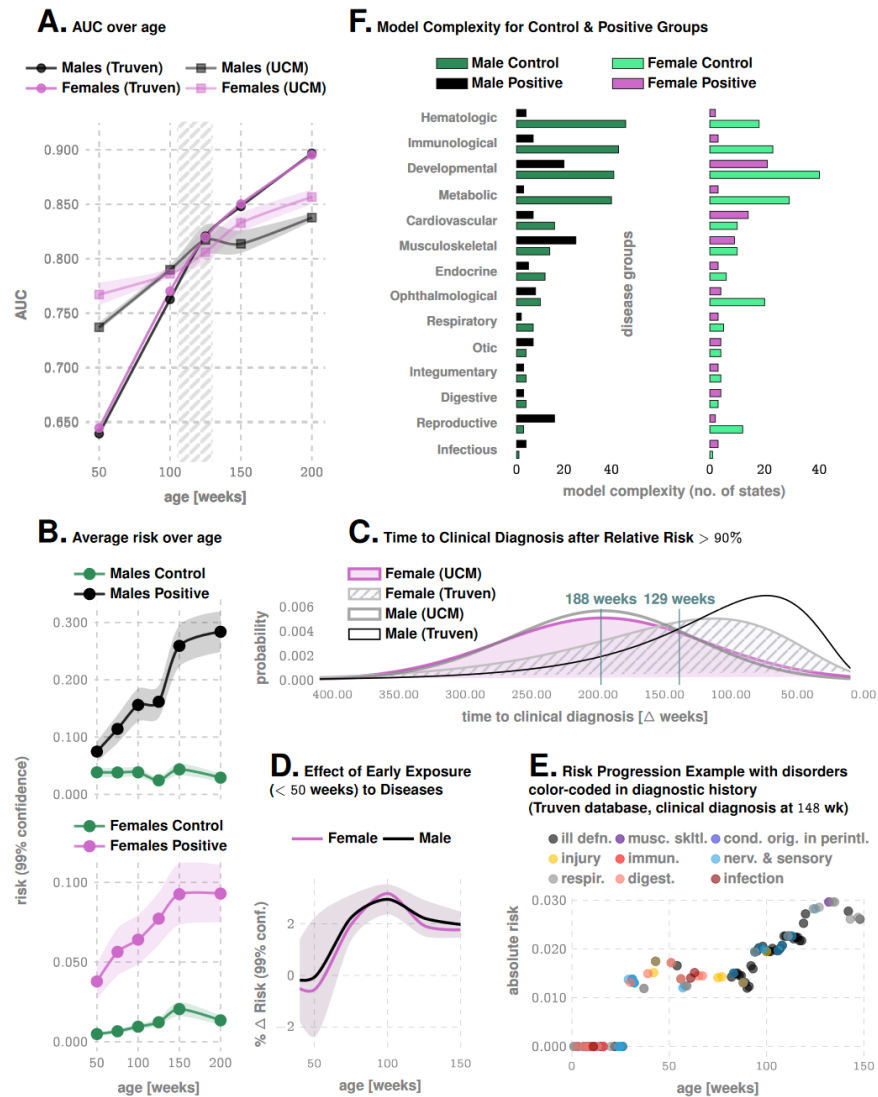 A. AUC over age
Males (Truven)
Females (Truven)
Males (UCM)
Females (UCM)
0.900
0.850
0.800
0.750
0.700
0.650
AUC
50 100 150 200
age [weeks]
F. Model Complexity for Control & Positive Groups
Male Control
Male Positive
Female Control
Female Positive
Hematologic
Immunological
Developmental
Metabolic
Cardiovascular
Musculoskeletal
Endocrine
Ophthalmological
Respiratory
Otic
Integumentary
Digestive
Reproductive
Infectious
disease groups
0 20 40 0 20 40
model complexity (no. of states)
B. Average risk over age
Males Control
Males Positive
0.300
0.200
0.100
0.000
Females Control
Females Positive
0.100
0.050
0.000
risk (99% confidence)
50 75 100 125 150 175 200
age [weeks]
C. Time to Clinical Diagnosis after Relative Risk > 90%
Female (UCM)
Female (Truven)
Male (UCM)
Male (Truven)
188 weeks 129 weeks
0.006
0.004
0.002
0.000
probability
400.00 350.00 300.00 250.00 200.00 150.00 100.00 50.00 0.00
time to clinical diagnosis [△ weeks]
D. Effect of Early Exposure
(< 50 weeks) to Diseases
Female Male
2
0
−2
% △ Risk (99% conf.)
50 100 150
age [weeks]
E. Risk Progression Example with disorders
color-coded in diagnostic history
(Truven database, clinical diagnosis at 148 wk)
ill defn. musc. skltl. cond. orig. in perintl.
injury immun. nerv. & sensory
respir. digest. infection
0.030
0.020
0.010
0.000
absolute risk
0 50 100 150
age [weeks]